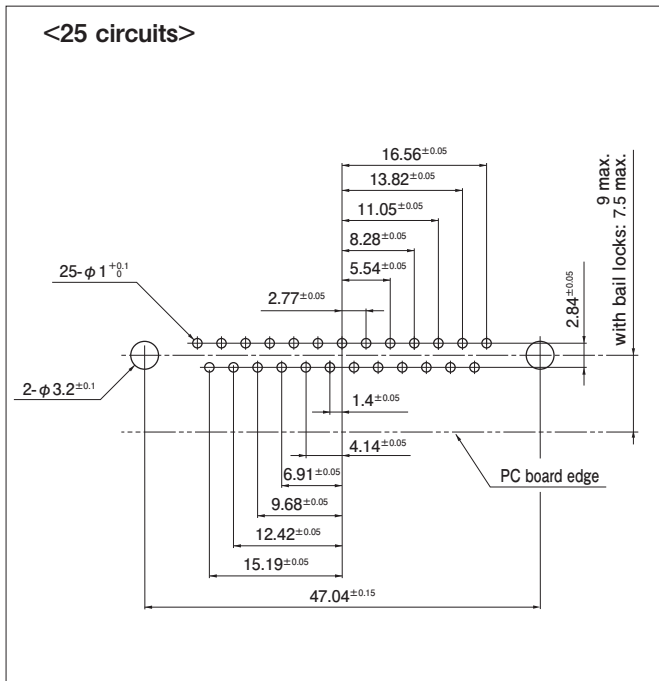 <25 circuits>
16.56±0.05
13.82±0.05
11.05±0.05
8.28±0.05
5.54±0.05
25-φ1 +0.1 0
2.77±0.05
2.84±0.05
9 max.
with bail locks: 7.5 max.
2-φ3.2±0.1
1.4±0.05
4.14±0.05
PC board edge
6.91±0.05
9.68±0.05
12.42±0.05
15.19±0.05
47.04±0.15